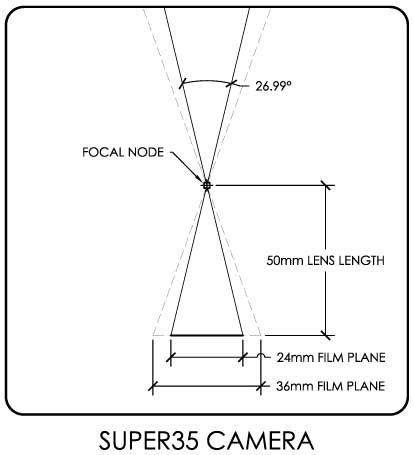 26.99°
FOCAL NODE
50mm LENS LENGTH
24mm FILM PLANE
36mm FILM PLANE
SUPER35 CAMERA